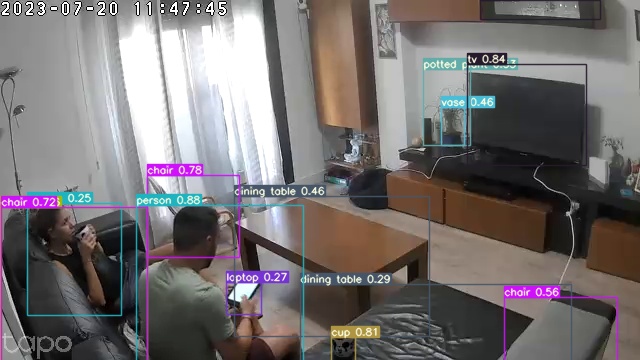 2023-07-20 11:47:45
tv 0.84
vase 0.46
chair 0.78
dining table 0.46
chair 0.72
0.25
person 0.88
laptop 0.27
dining table 0.29
chair 0.56
cup 0.81
tapo